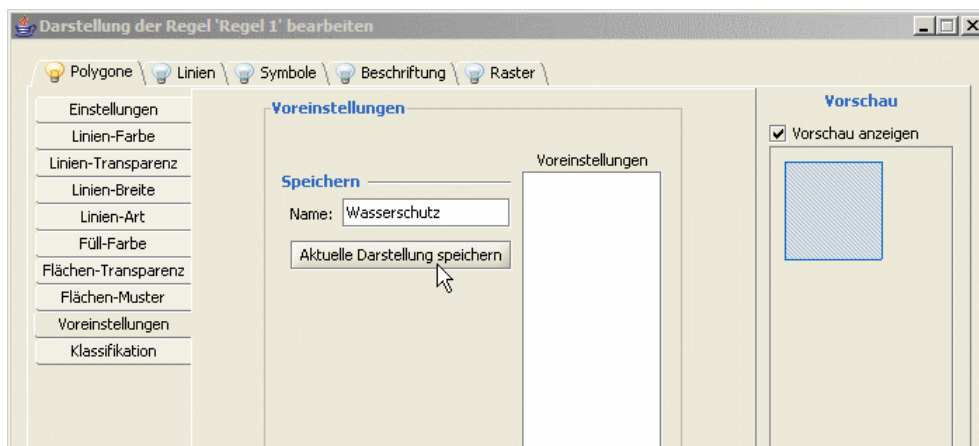 Darstellung der Regel 'Regel 1' bearbeiten
Polygone
Linien
Symbole
Beschriftung
Raster
Einstellungen
Linien-Farbe
Linien-Transparenz
Linien-Breite
Linien-Art
Füll-Farbe
Flächen-Transparenz
Flächen-Muster
Voreinstellungen
Klassifikation
Voreinstellungen
Speichern
Name: Wasserschutz
Aktuelle Darstellung speichern
Voreinstellungen
Vorschau
Vorschau anzeigen